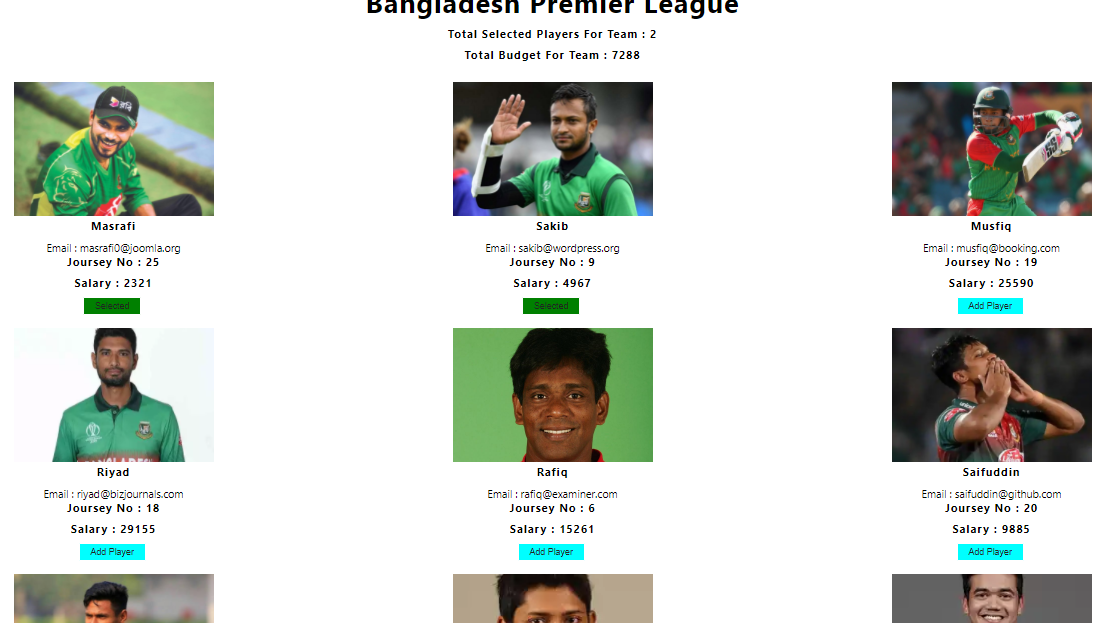 Bangladesh Premier League
Total Selected Players For Team : 2
Total Budget For Team : 7288
Masrafi
Email : masrafi0@joomla.org
Joursey No : 25
Salary : 2321
Selected
Sakib
Email : sakib@wordpress.org
Joursey No : 9
Salary : 4967
Selected
Musfiq
Email : musfiq@booking.com
Joursey No : 19
Salary : 25590
Add Player
Riyad
Email : riyad@bizjournals.com
Joursey No : 18
Salary : 29155
Add Player
Rafiq
Email : rafiq@examiner.com
Joursey No : 6
Salary : 15261
Add Player
Saifuddin
Email : saifuddin@github.com
Joursey No : 20
Salary : 9885
Add Player